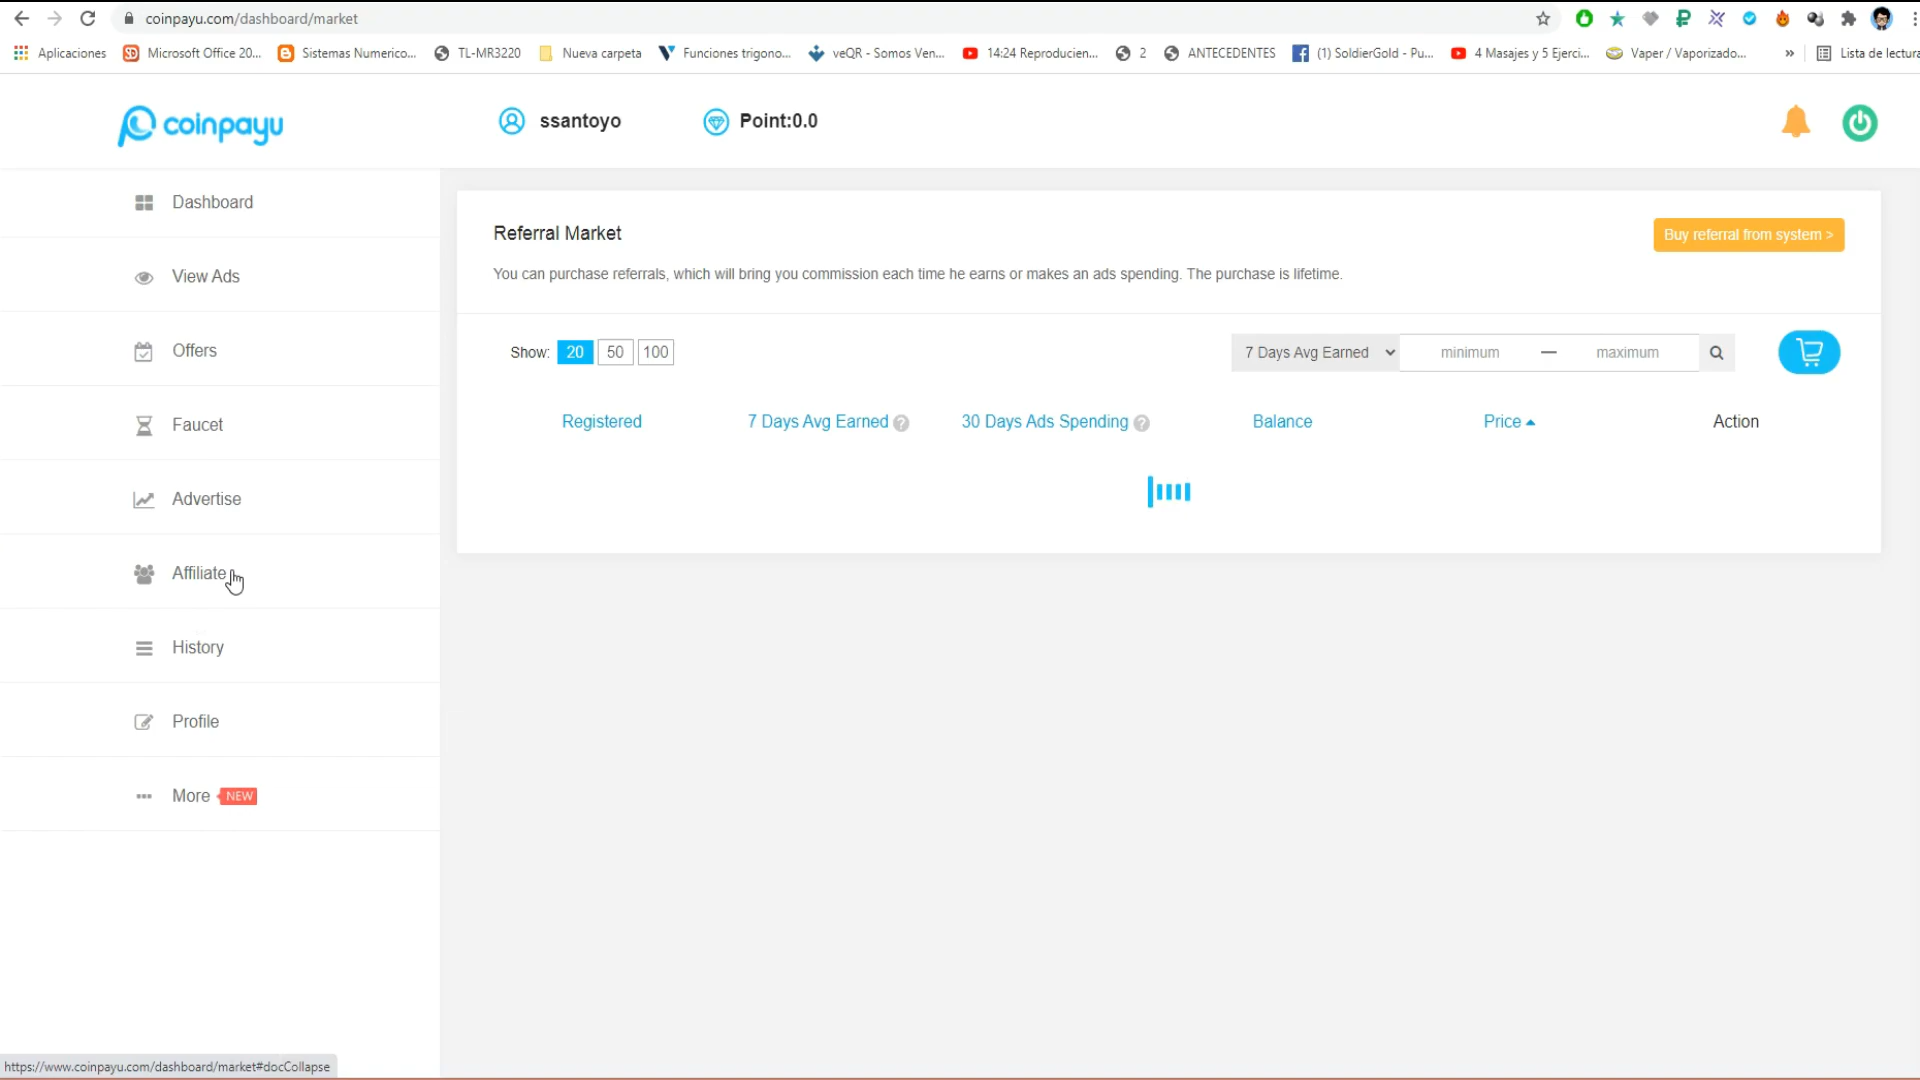 coinpayu.com/dashboard/market
Aplicaciones Microsoft Office 20... Sistemas Numerico... TL-MR3220 Nueva carpeta Funciones trigono... veQR - Somos Ven... 14:24 Reproducien... 2 ANTECEDENTES (1) SoldierGold - Pu... 4 Masajes y 5 Ejerci... Vaper / Vaporizado... » Lista de lectura
coinpayu ssantoyo Point:0.0
Dashboard
View Ads
Offers
Faucet
Advertise
Affiliate
History
Profile
More NEW
Referral Market
Buy referral from system >
You can purchase referrals, which will bring you commission each time he earns or makes an ads spending. The purchase is lifetime.
Show: 20 50 100 7 Days Avg Earned minimum — maximum
Registered 7 Days Avg Earned ? 30 Days Ads Spending ? Balance Price Action
https://www.coinpayu.com/dashboard/market#docCollapse